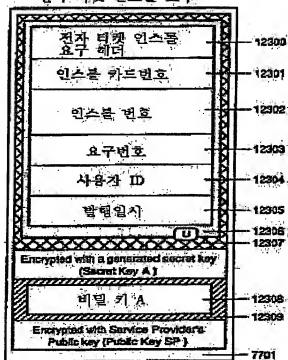 전자 티켓 인스톨
요구 헤더
12300
인스톨 카드번호
12301
인스톨 번호
12302
요구번호
12303
사용자 ID
12304
발행일시
12305
U
12306
12307
Encrypted with a generated secret key
(Secret Key A)
비밀 키 A
12308
12309
Encrypted with Service Provider's
Public key (Public Key SP)
7701